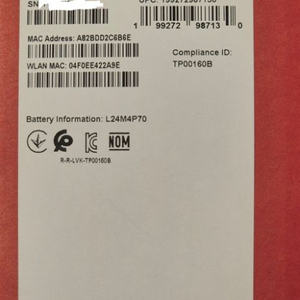 SN
MAC Address: A82BDD2C6B6E
1 99272 98713 0
WLAN MAC: 04F0EE422A9E
Compliance ID:
TP00160B
Battery Information: L24M4P70
NOM
R-R-LVK-TP00160B